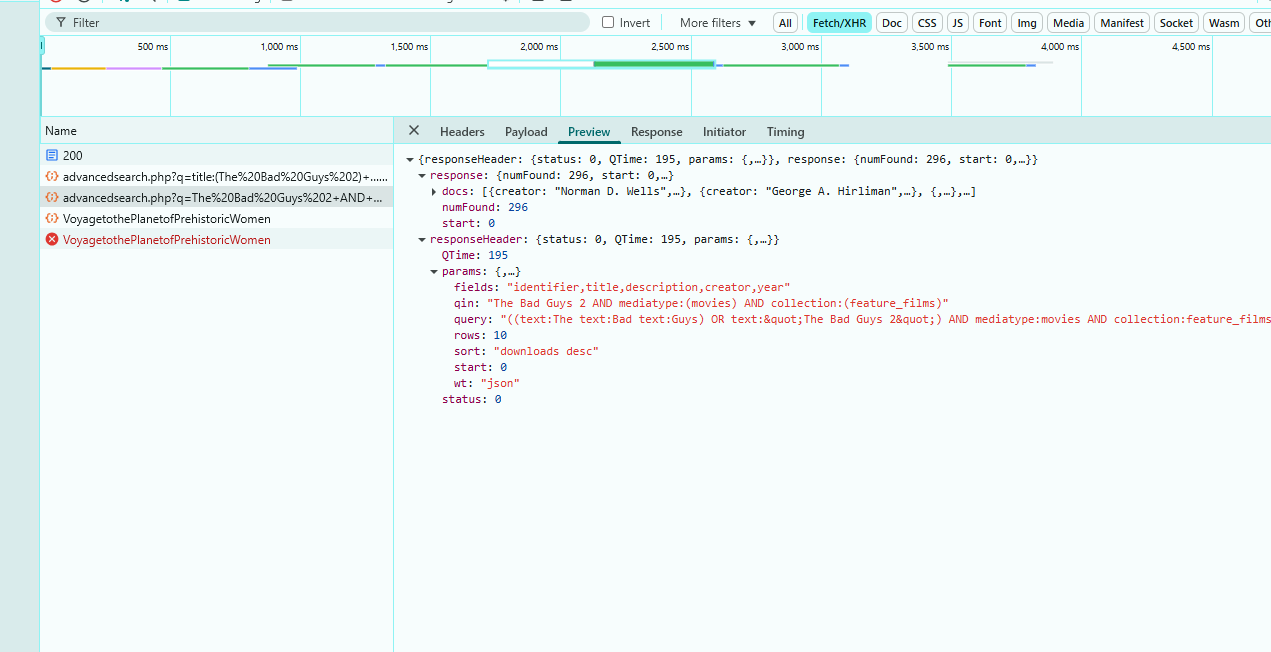 Filter Invert More filters All Fetch/XHR Doc CSS JS Font Img Media Manifest Socket Wasm
500 ms 1,000 ms 1,500 ms 2,000 ms 2,500 ms 3,000 ms 3,500 ms 4,000 ms 4,500 ms
Name
200
advancedsearch.php?q=title:(The%20Bad%20Guys%202)+......
advancedsearch.php?q=The%20Bad%20Guys%202+AND+...
VoyagetothePlanetofPrehistoricWomen
VoyagetothePlanetofPrehistoricWomen
Headers Payload Preview Response Initiator Timing
{responseHeader: {status: 0, QTime: 195, params: {,…}}, response: {numFound: 296, start: 0,…}}
response: {numFound: 296, start: 0,…}
docs: [{creator: "Norman D. Wells",…}, {creator: "George A. Hirliman",…}, {,…},…]
numFound: 296
start: 0
responseHeader: {status: 0, QTime: 195, params: {,…}}
QTime: 195
params: {,…}
fields: "identifier,title,description,creator,year"
qin: "The Bad Guys 2 AND mediatype:(movies) AND collection:(feature_films)"
query: "((text:The text:Bad text:Guys) OR text:&quot;The Bad Guys 2&quot;) AND mediatype:movies AND collection:feature_films
rows: 10
sort: "downloads desc"
start: 0
wt: "json"
status: 0